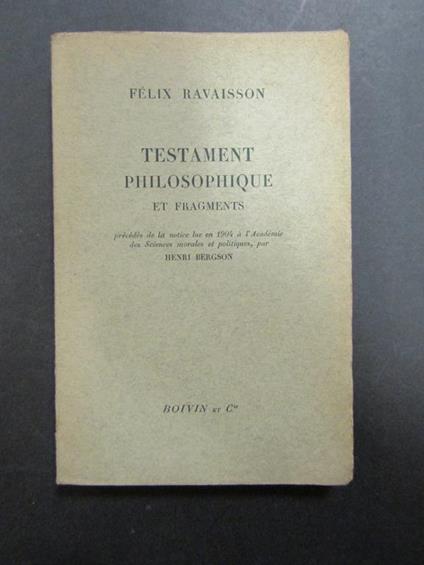 FÉLIX RAVAISSON
TESTAMENT
PHILOSOPHIQUE
ET FRAGMENTS
précédés de la notice lue en 1904 à l'Académie
des Sciences morales et politiques, par
HENRI BERGSON
BOIVIN ET Cie